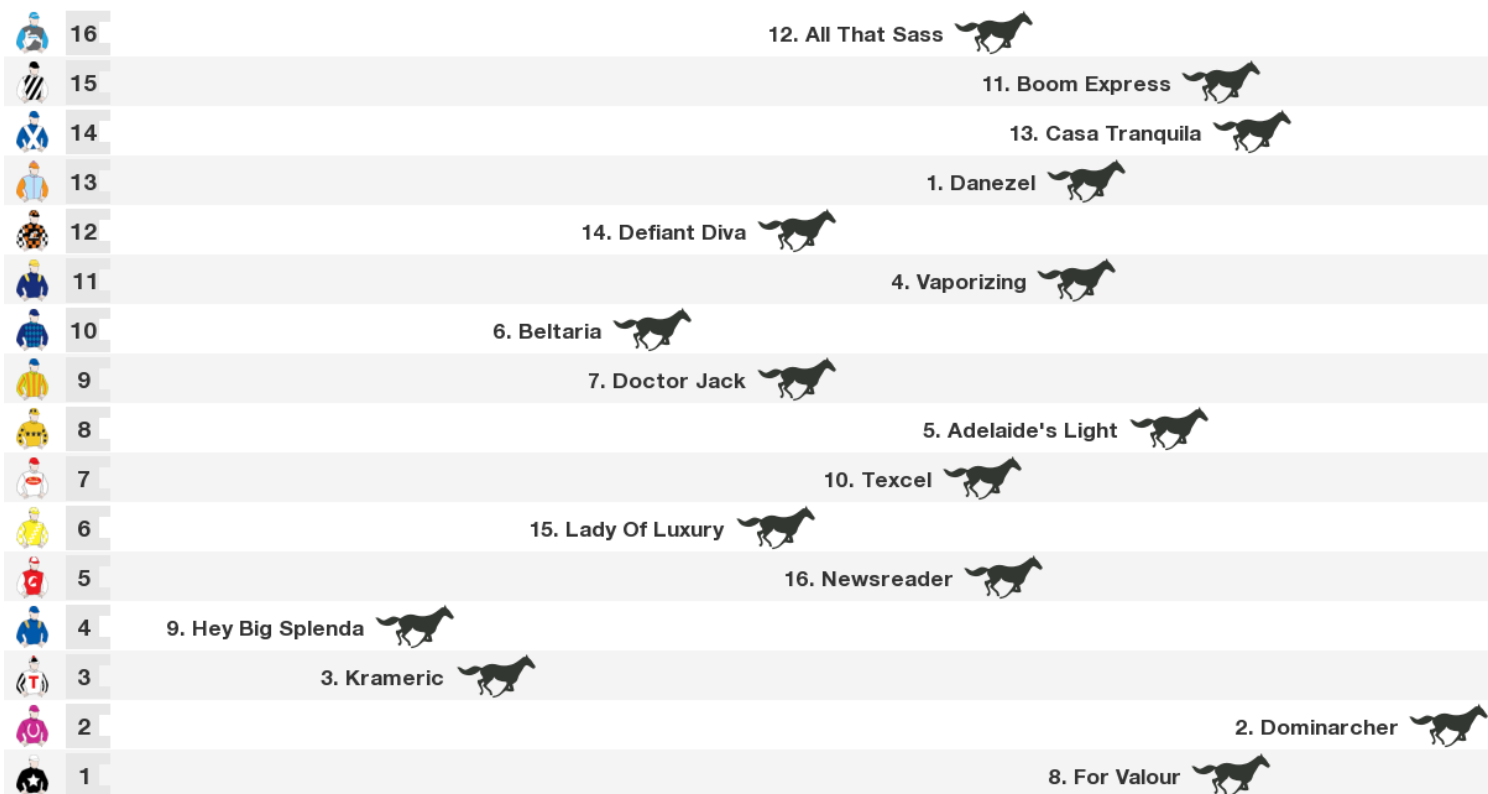 16 12. All That Sass
15 11. Boom Express
14 13. Casa Tranquila
13 1. Danezel
12 14. Defiant Diva
11 4. Vaporizing
10 6. Beltaria
9 7. Doctor Jack
8 5. Adelaide's Light
7 10. Texcel
6 15. Lady Of Luxury
5 16. Newsreader
4 9. Hey Big Splenda
3 3. Krameric
T
2 2. Dominarcher
1 8. For Valour